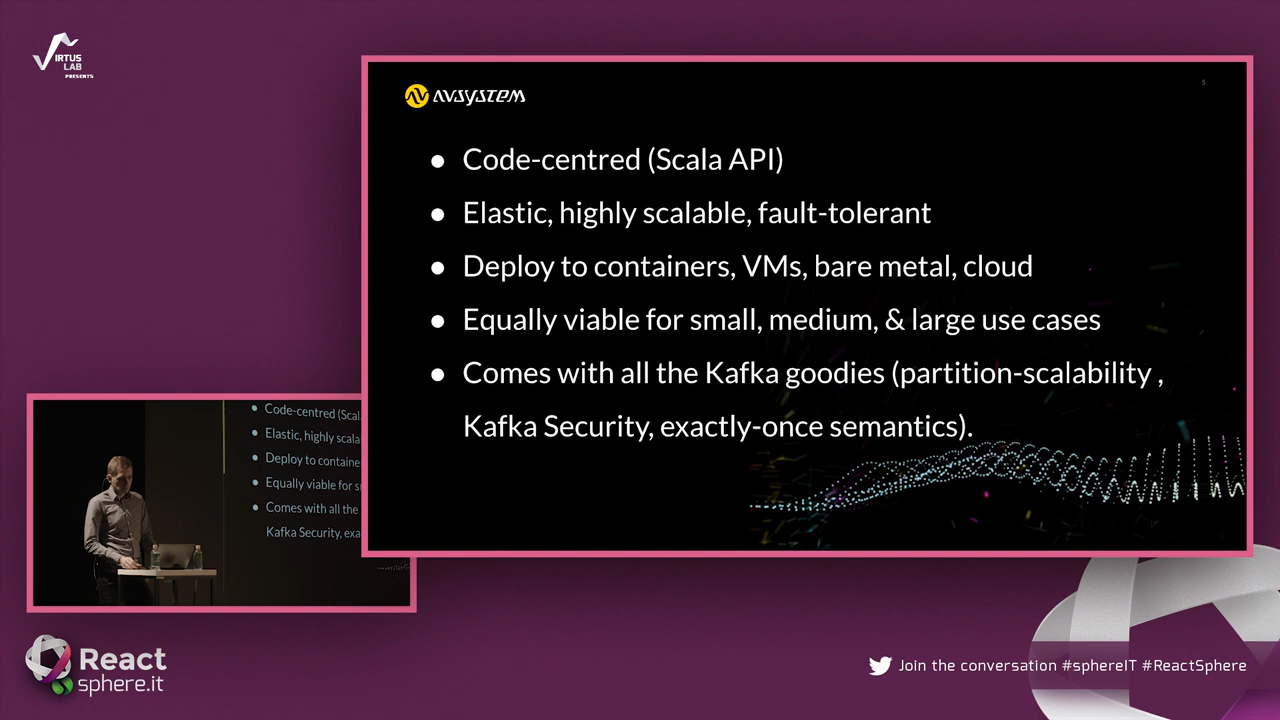 VIRTUS
LAB
PRESENTS
AVSYSTEM
5
● Code-centred (Scala API)
● Elastic, highly scalable, fault-tolerant
● Deploy to containers, VMs, bare metal, cloud
● Equally viable for small, medium, & large use cases
● Comes with all the Kafka goodies (partition-scalability ,
Kafka Security, exactly-once semantics).
● Code-centred (Scal
● Elastic, highly scala
● Deploy to containe
● Equally viable for s
● Comes with all the
Kafka Security, exa
React
sphere.it
Join the conversation #sphereIT #ReactSphere